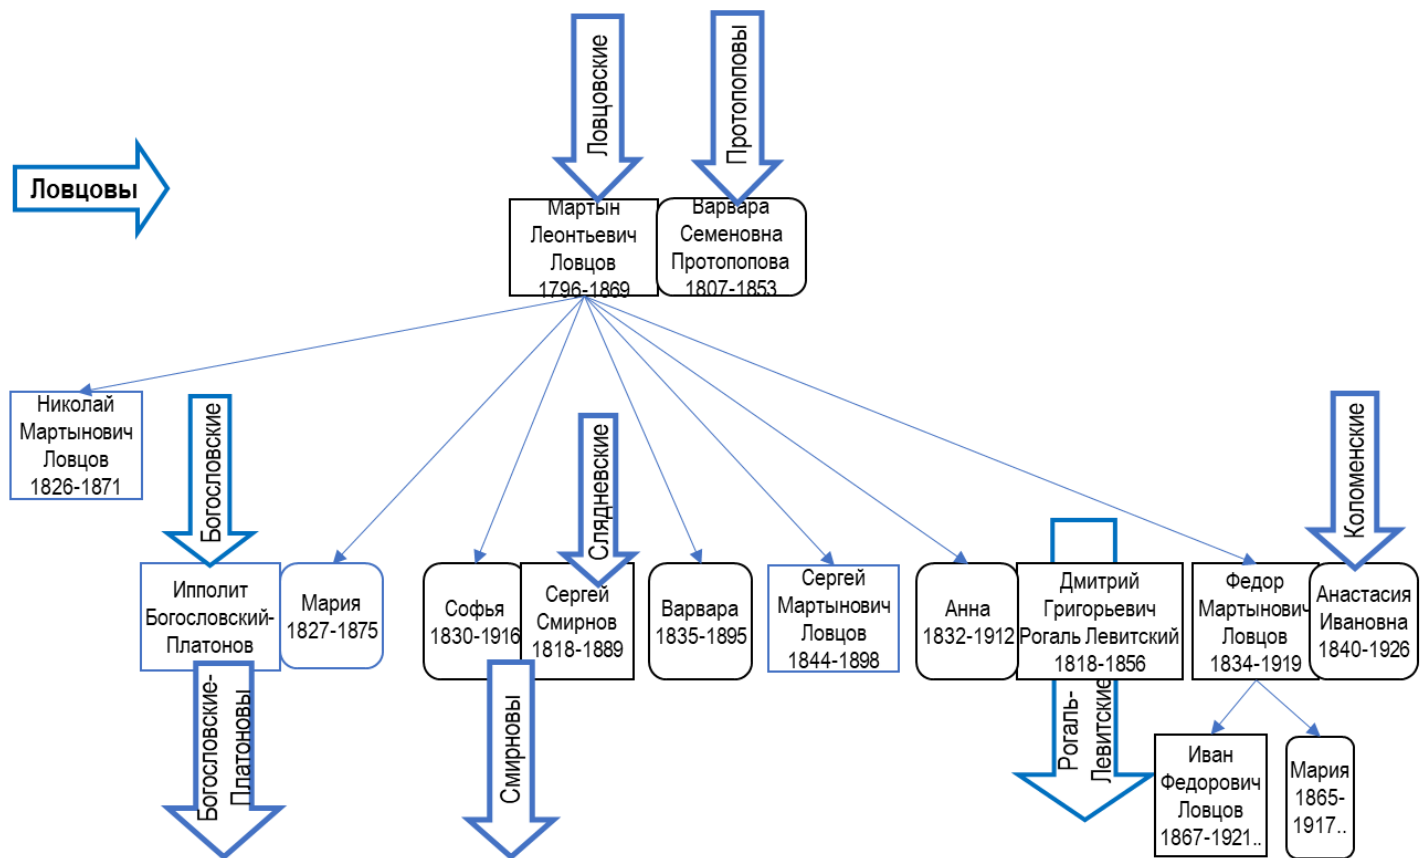 Ловцовские
Протопоповы
Ловцовы
Мартын
Леонтьевич
Ловцов
1796-1869
Варвара
Семеновна
Протопопова
1807-1853
Николай
Мартынович
Ловцов
1826-1871
Богословские
Слядневские
Коломенские
Ипполит
Богословский-
Платонов
Мария
1827-1875
Софья
1830-1916
Сергей
Смирнов
1818-1889
Варвара
1835-1895
Сергей
Мартынович
Ловцов
1844-1898
Анна
1832-1912
Дмитрий
Григорьевич
Рогаль Левитский
1818-1856
Федор
Мартынович
Ловцов
1834-1919
Анастасия
Ивановна
1840-1926
Богословские-
Платоновы
Смирновы
Рогаль-
Левитские
Иван
Федорович
Ловцов
1867-1921..
Мария
1865-
1917..